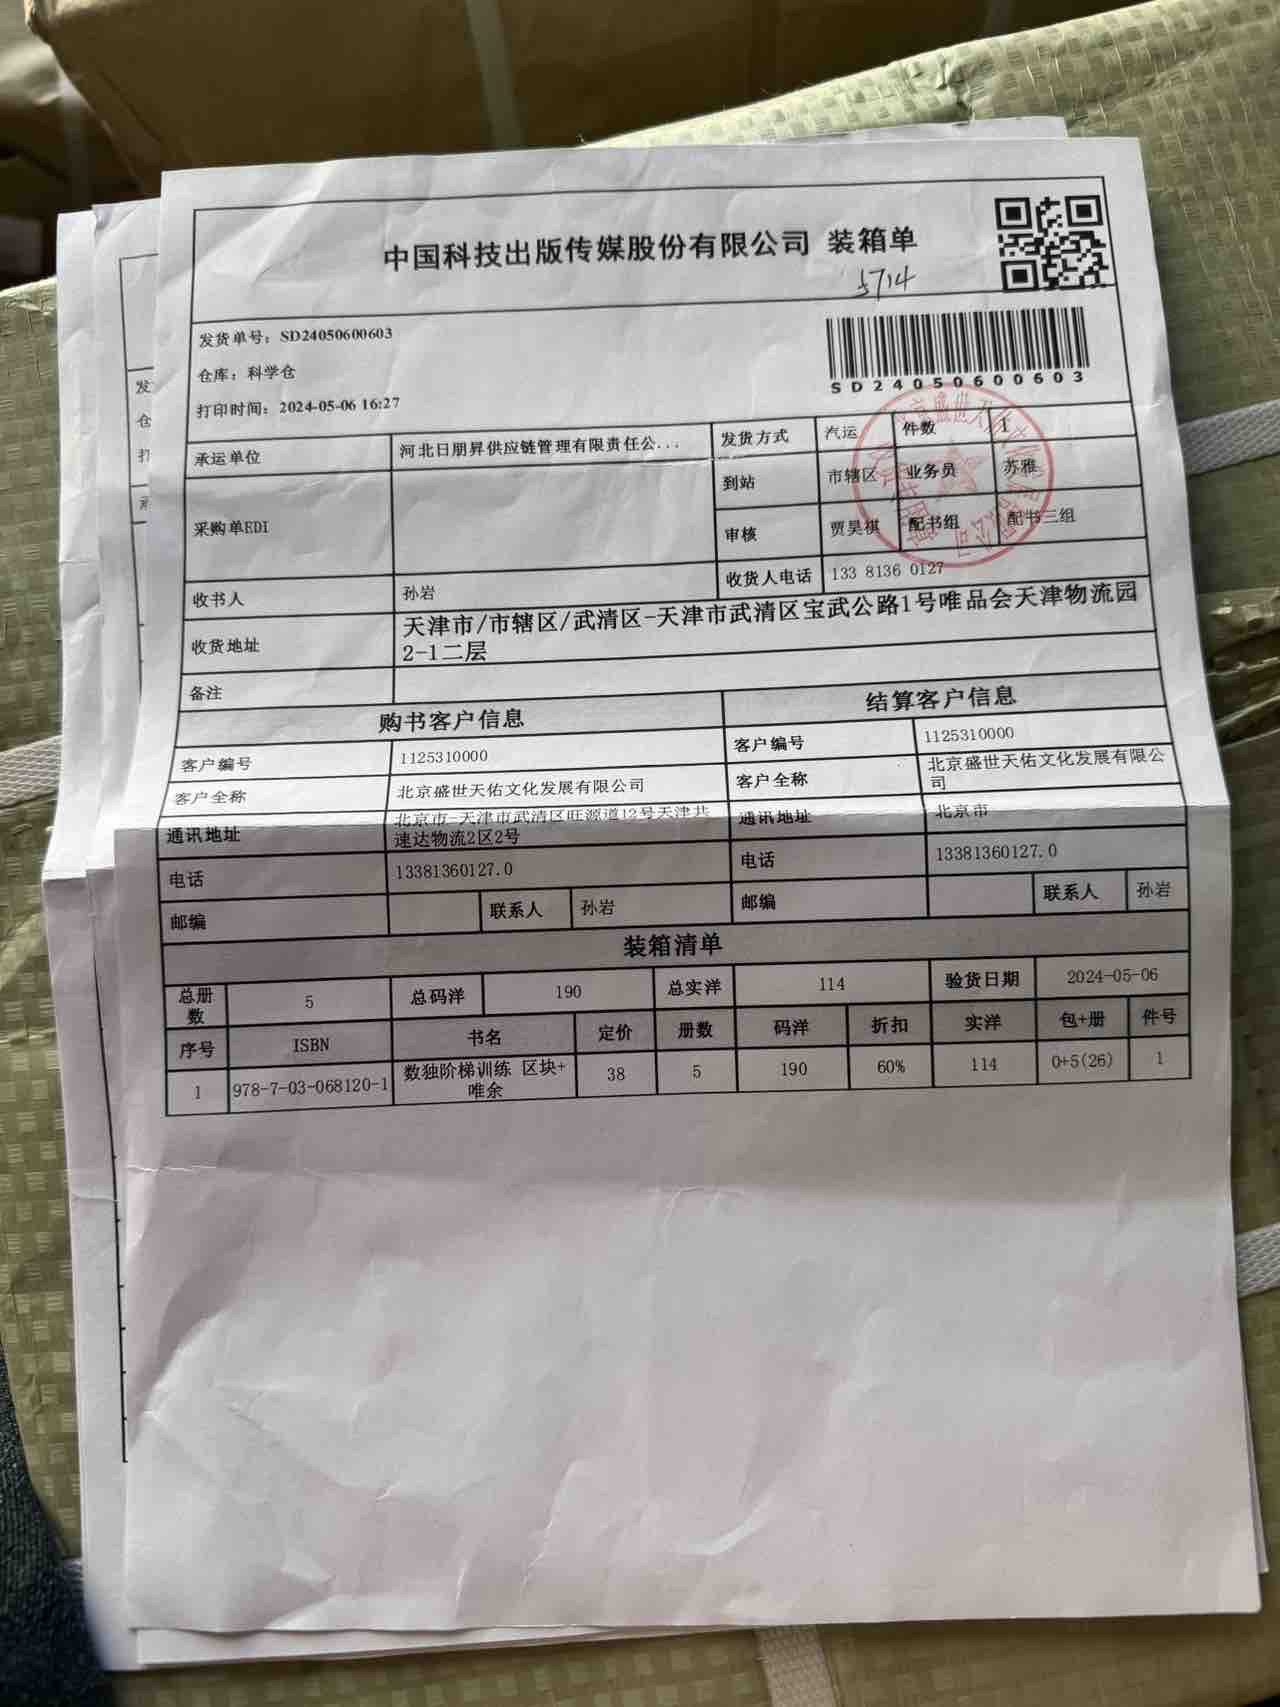 中国科技出版传媒股份有限公司 装箱单
5714
发货单号：SD24050600603
仓库：科学仓
打印时间：2024-05-06 16:27
SD24050600603
承运单位 河北日朋昇供应链管理有限责任公... 发货方式 汽运 件数 1
采购单EDI 到站 市辖区 业务员 苏雅
审核 贾昊祺 配书组 配书三组
收书人 孙岩 收货人电话 133 8136 0127
收货地址 天津市/市辖区/武清区-天津市武清区宝武公路1号唯品会天津物流园
2-1二层
备注
购书客户信息 结算客户信息
客户编号 1125310000 客户编号 1125310000
客户全称 北京盛世天佑文化发展有限公司 客户全称 北京盛世天佑文化发展有限公
司
通讯地址 北京市-天津市武清区旺源道12号天津共
速达物流2区2号 通讯地址 北京市
电话 13381360127.0 电话 13381360127.0
邮编 联系人 孙岩 邮编 联系人 孙岩
装箱清单
总册
数 5 总码洋 190 总实洋 114 验货日期 2024-05-06
序号 ISBN 书名 定价 册数 码洋 折扣 实洋 包+册 件号
1 978-7-03-068120-1 数独阶梯训练 区块+
唯余 38 5 190 60% 114 0+5(26) 1
发
仓
打